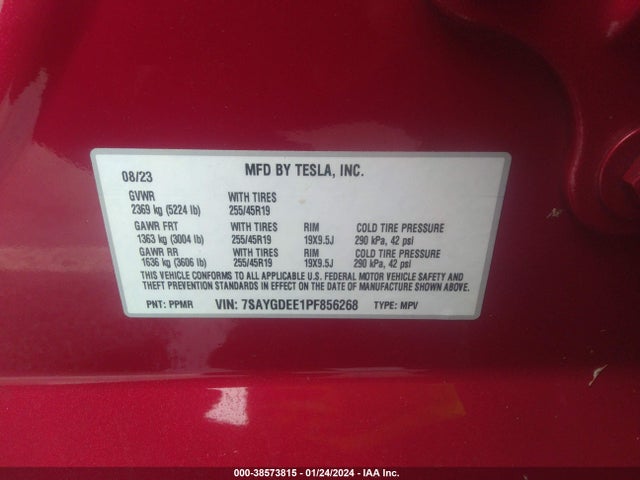 08/23 MFD BY TESLA, INC.
GVWR WITH TIRES
2369 kg (5224 lb) 255/45R19
GAWR FRT WITH TIRES RIM COLD TIRE PRESSURE
1363 kg (3004 lb) 255/45R19 19X9.5J 290 kPa, 42 psi
GAWR RR WITH TIRES RIM COLD TIRE PRESSURE
1636 kg (3606 lb) 255/45R19 19X9.5J 290 kPa, 42 psi
THIS VEHICLE CONFORMS TO ALL APPLICABLE U.S. FEDERAL MOTOR VEHICLE SAFETY AND
THEFT PREVENTION STANDARDS IN EFFECT ON THE DATE OF MANUFACTURE SHOWN ABOVE.
PNT: PPMR VIN: 7SAYGDEE1PF856268 TYPE: MPV
000-38573815 - 01/24/2024 - IAA Inc.